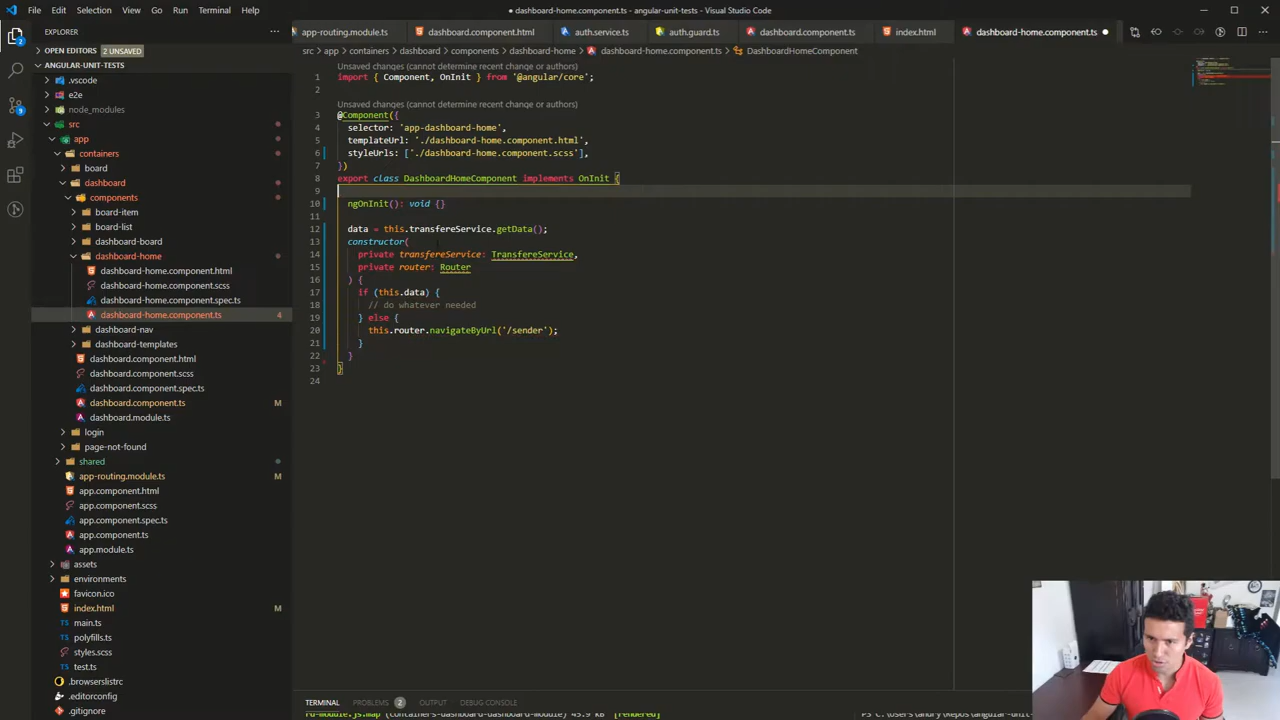 File Edit Selection View Go Run Terminal Help
● dashboard-home.component.ts - angular-unit-tests - Visual Studio Code
EXPLORER
OPEN EDITORS 2 UNSAVED
ANGULAR-UNIT-TESTS
.vscode
e2e
node_modules
src
app
containers
board
dashboard
components
board-item
board-list
dashboard-board
dashboard-home
dashboard-home.component.html
dashboard-home.component.scss
dashboard-home.component.spec.ts
dashboard-home.component.ts 4
dashboard-nav
dashboard-templates
dashboard.component.html
dashboard.component.scss
dashboard.component.spec.ts
dashboard.component.ts M
dashboard.module.ts
login
page-not-found
shared
app-routing.module.ts M
app.component.html
app.component.scss
app.component.spec.ts
app.component.ts
app.module.ts
assets
environments
favicon.ico
index.html M
main.ts
polyfills.ts
styles.scss
test.ts
.browserslistrc
.editorconfig
.gitignore
2
9
app-routing.module.ts dashboard.component.html auth.service.ts auth.guard.ts dashboard.component.ts index.html dashboard-home.component.ts
src > app > containers > dashboard > components > dashboard-home > dashboard-home.component.ts > DashboardHomeComponent
Unsaved changes (cannot determine recent change or authors)
1 import { Component, OnInit } from '@angular/core';
2
Unsaved changes (cannot determine recent change or authors)
3 @Component({
4 selector: 'app-dashboard-home',
5 templateUrl: './dashboard-home.component.html',
6 styleUrls: ['./dashboard-home.component.scss'],
7 })
8 export class DashboardHomeComponent implements OnInit {
9
10 ngOnInit(): void {}
11
12 data = this.transfereService.getData();
13 constructor(
14 private transfereService: TransfereService,
15 private router: Router
16 ) {
17 if (this.data) {
18 // do whatever needed
19 } else {
20 this.router.navigateByUrl('/sender');
21 }
22 }
23 }
24
TERMINAL PROBLEMS 2 OUTPUT DEBUG CONSOLE